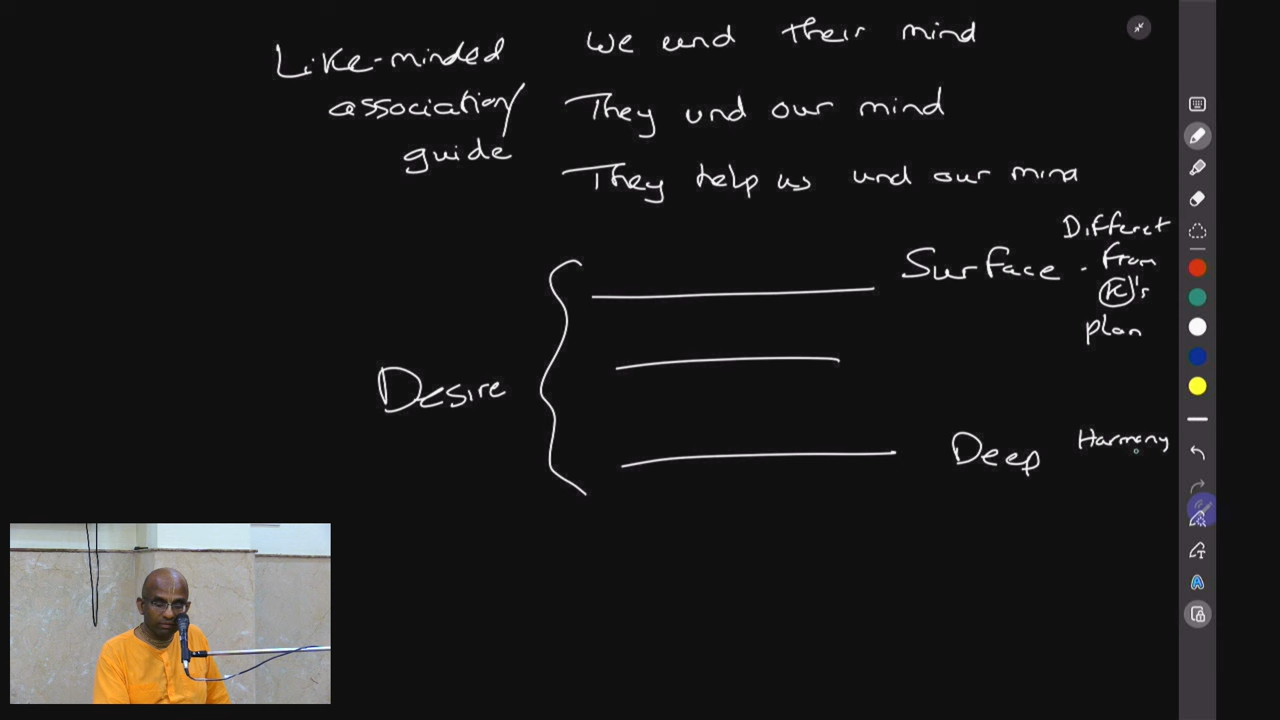 Like-minded
association/
guide
We und their mind
They und our mind
They help us und our mind
Desire
Surface.
Differet
from
K's
plan
Deep
Harmony